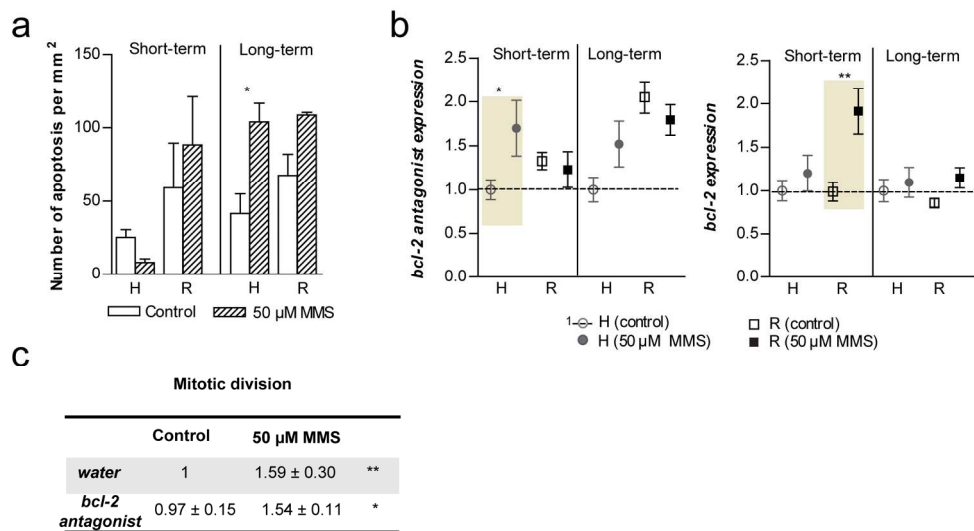 a
Number of apoptosis per mm²
150
100
50
0
Short-term Long-term
*
H R H R
Control 50 µM MMS
b
bcl-2 antagonist expression
2.5
2.0
1.5
1.0
0.5
0.0
Short-term Long-term
*
H R H R
bcl-2 expression
2.5
2.0
1.5
1.0
0.5
0.0
Short-term Long-term
**
H R H R
1 H (control)
H (50 µM MMS)
R (control)
R (50 µM MMS)
c
Mitotic division
Control 50 µM MMS
water 1 1.59 ± 0.30 **
bcl-2
antagonist 0.97 ± 0.15 1.54 ± 0.11 *